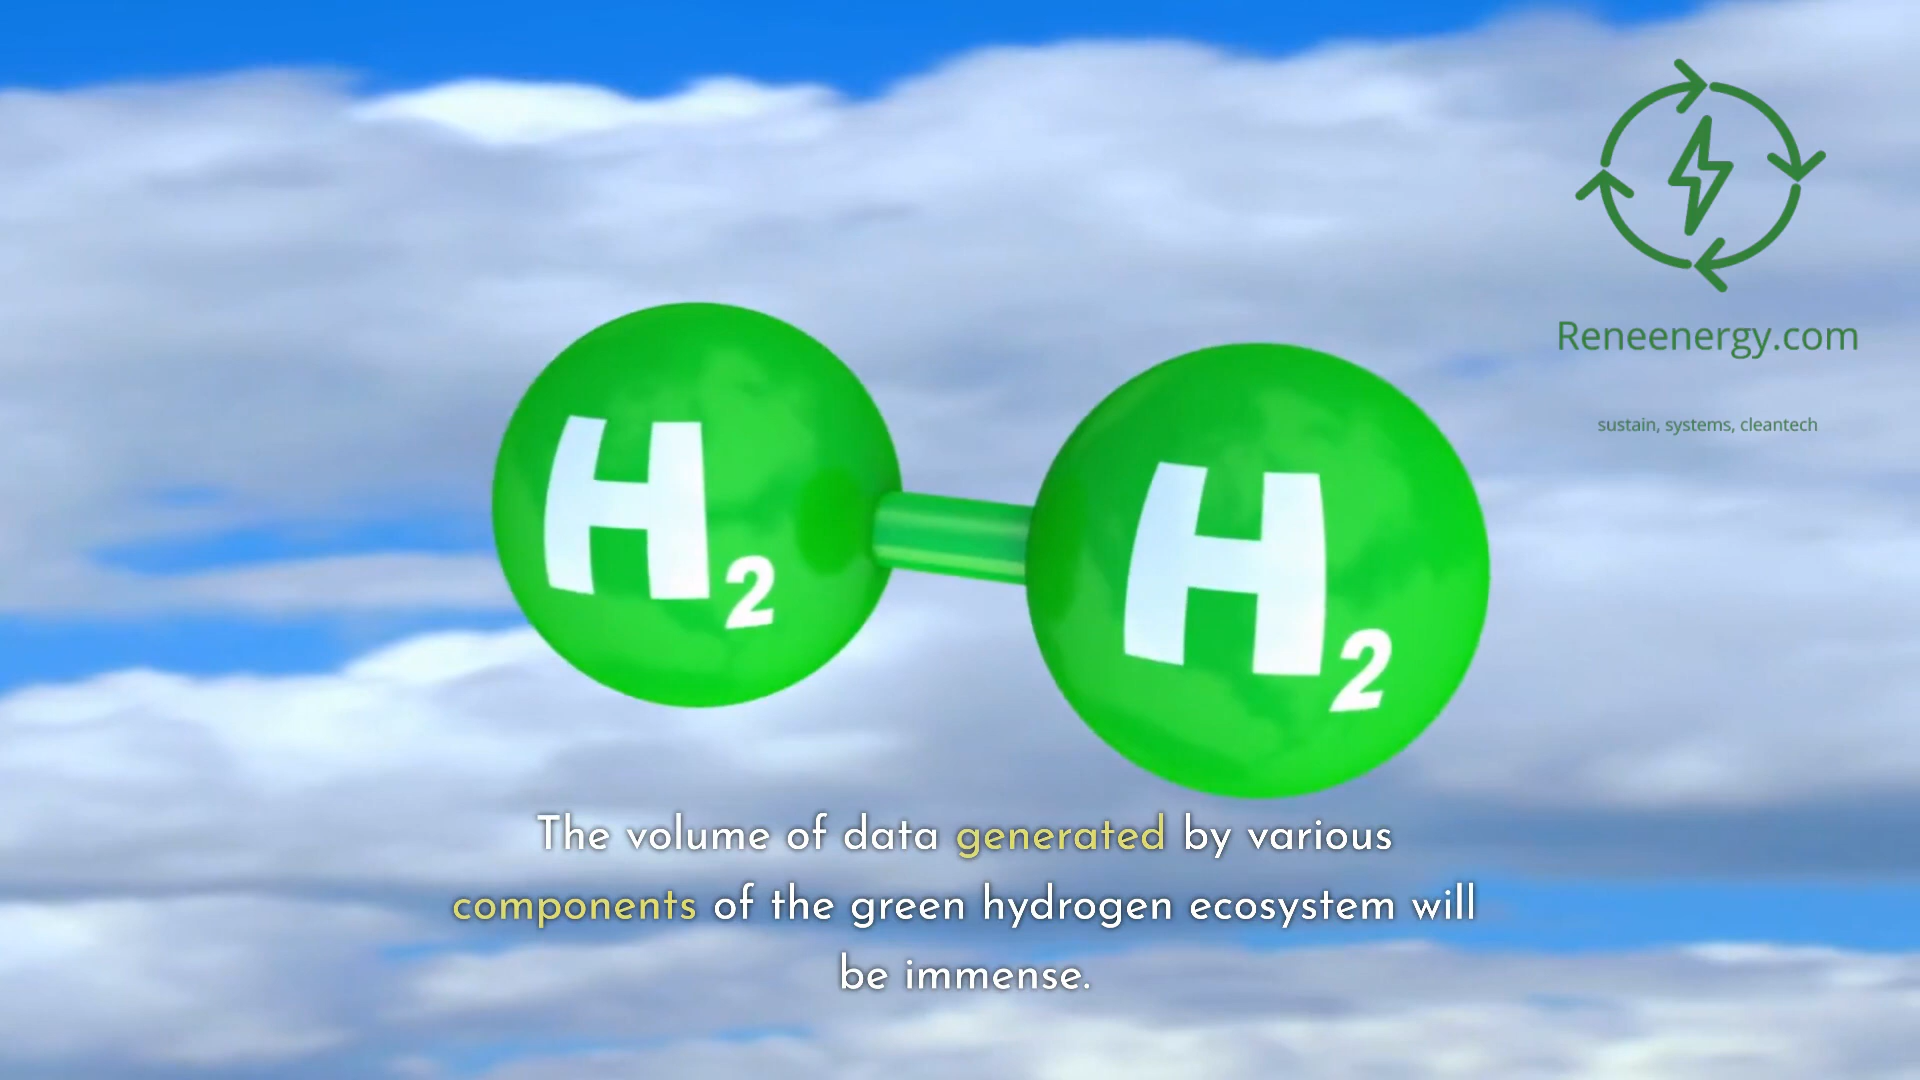 Reneenergy.com
sustain, systems, cleantech
H2
H2
The volume of data generated by various
components of the green hydrogen ecosystem will
be immense.